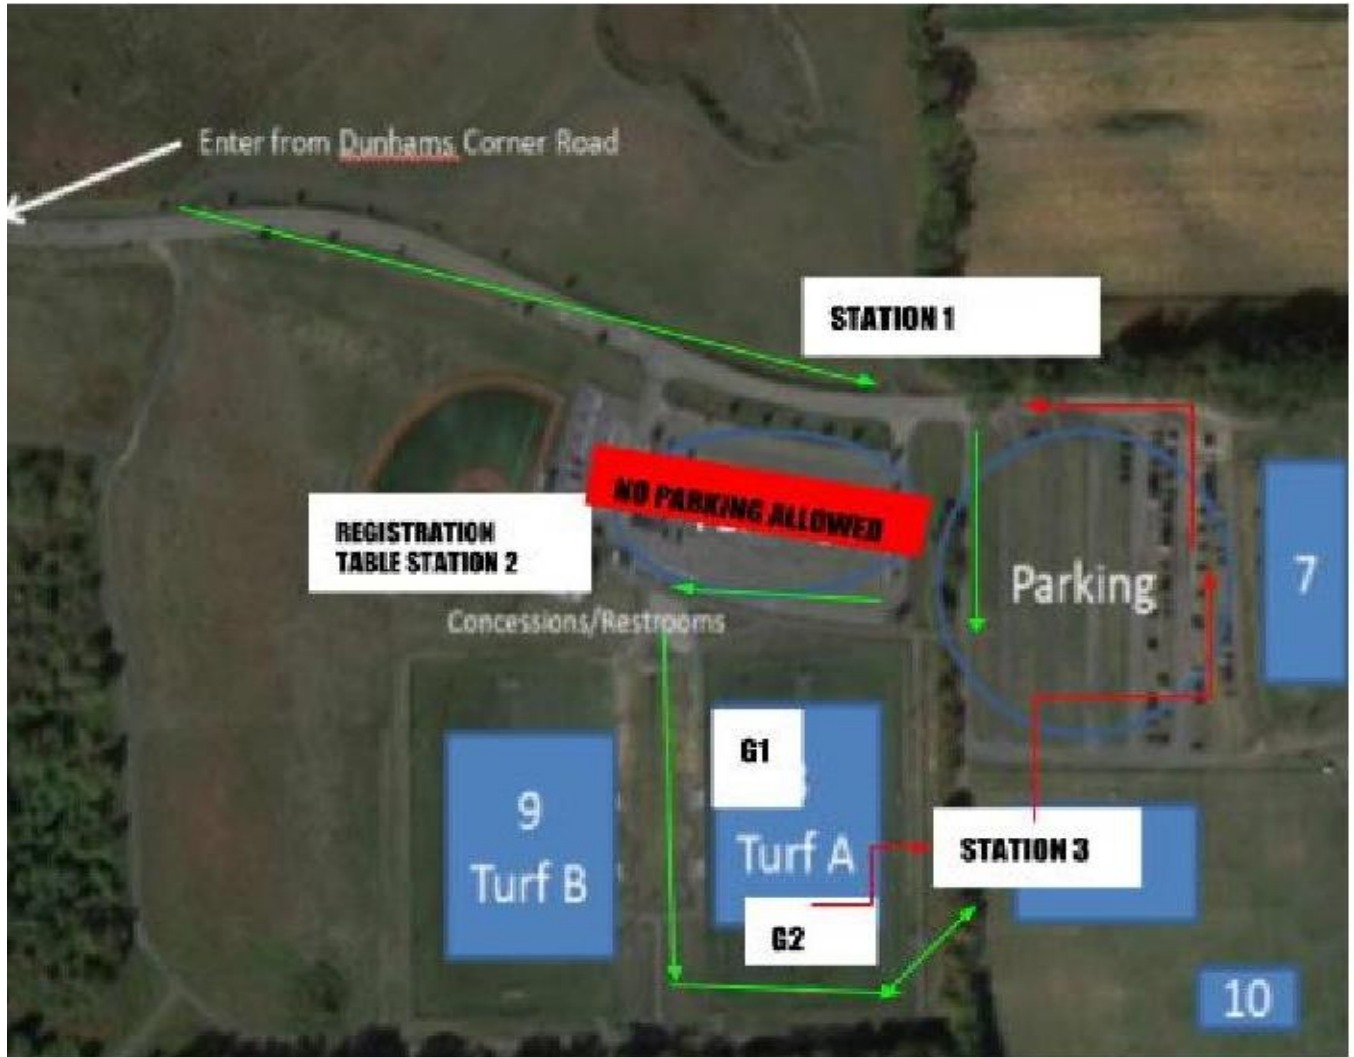 Enter from Dunhams Corner Road
STATION 1
NO PARKING ALLOWED
REGISTRATION
TABLE STATION 2
Parking
7
Concessions/Restrooms
G1
9
Turf B
Turf A
STATION 3
G2
10